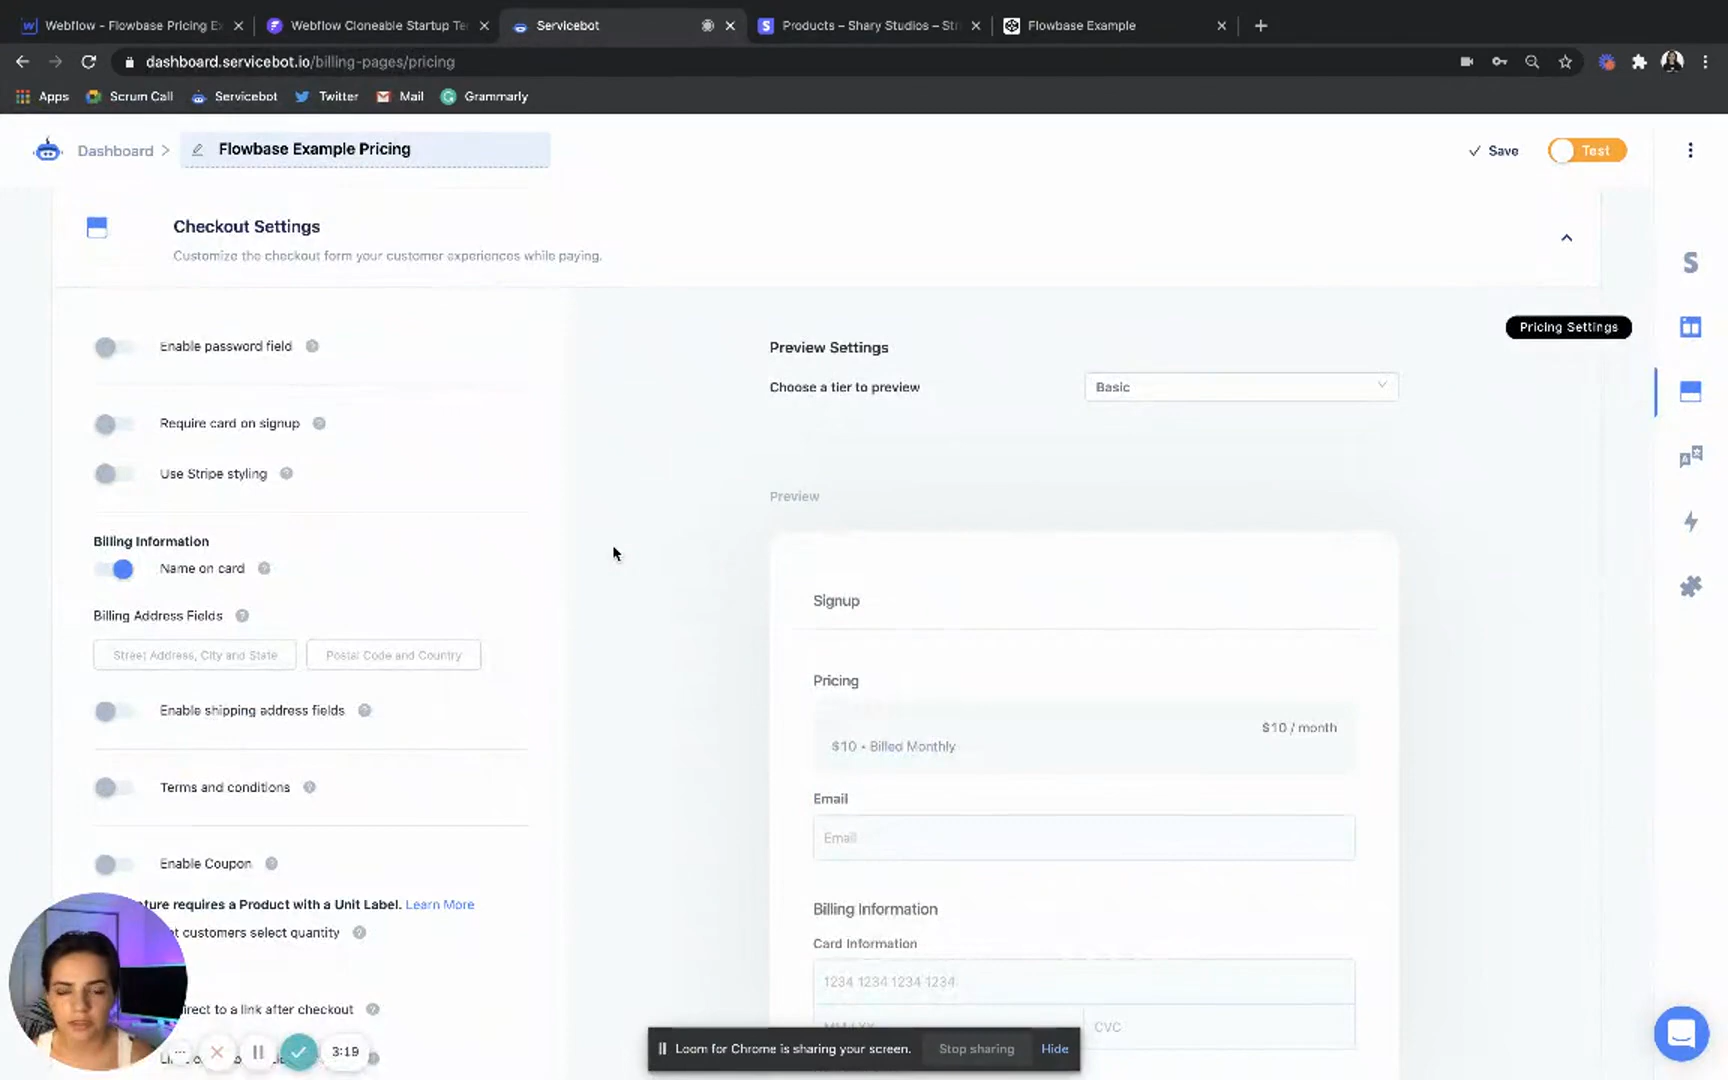 Webflow - Flowbase Pricing Ex
Webflow Cloneable Startup Te
Servicebot
Products – Shary Studios – Str
Flowbase Example
dashboard.servicebot.io/billing-pages/pricing
Apps
Scrum Call
Servicebot
Twitter
Mail
Grammarly
Dashboard
Flowbase Example Pricing
Save
Test
Checkout Settings
Customize the checkout form your customer experiences while paying.
Pricing Settings
Enable password field
Preview Settings
Choose a tier to preview
Basic
Require card on signup
Use Stripe styling
Preview
Billing Information
Name on card
Signup
Billing Address Fields
Street Address, City and State
Postal Code and Country
Pricing
Enable shipping address fields
$10 / month
$10 • Billed Monthly
Terms and conditions
Email
Email
Enable Coupon
ture requires a Product with a Unit Label. Learn More
t customers select quantity
Billing Information
Card Information
1234 1234 1234 1234
direct to a link after checkout
CVC
3:19
Loom for Chrome is sharing your screen.
Stop sharing
Hide